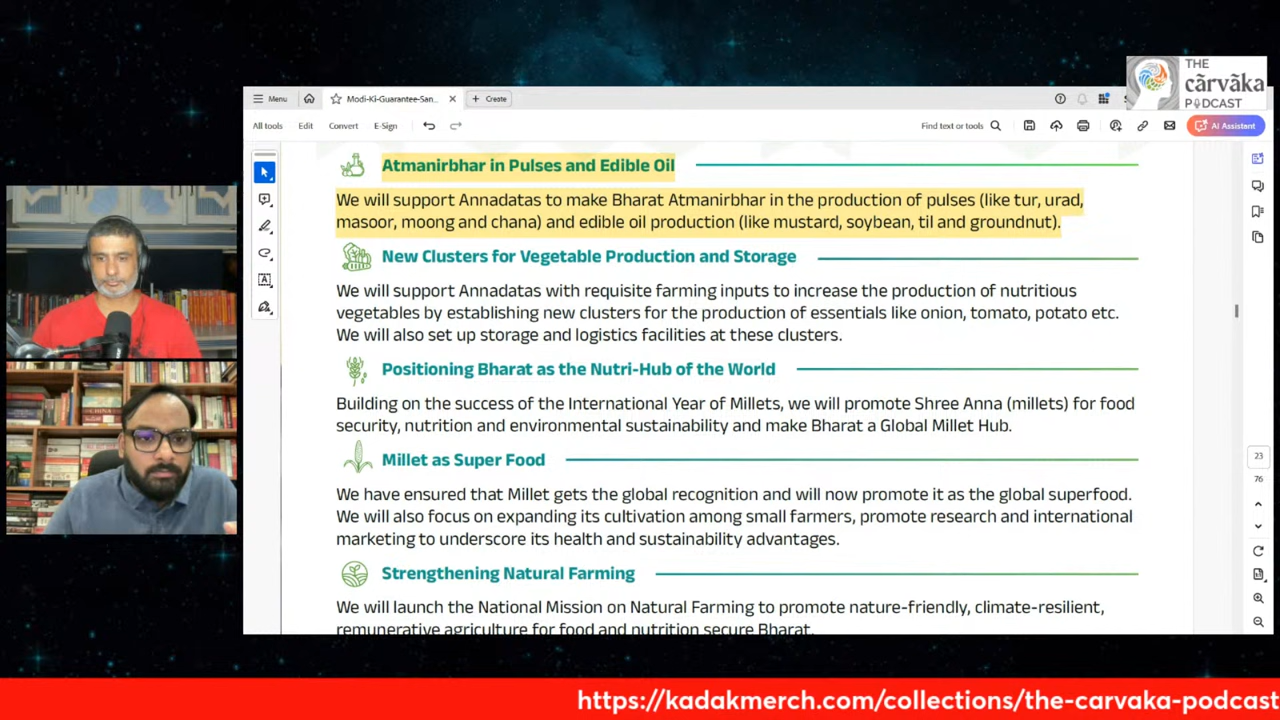 THE
cārvāka
PODCAST
Menu
Modi-Ki-Guarantee-San...
Create
All tools
Edit
Convert
E-Sign
Find text or tools
AI Assistant
Atmanirbhar in Pulses and Edible Oil
We will support Annadatas to make Bharat Atmanirbhar in the production of pulses (like tur, urad,
masoor, moong and chana) and edible oil production (like mustard, soybean, til and groundnut).
New Clusters for Vegetable Production and Storage
We will support Annadatas with requisite farming inputs to increase the production of nutritious
vegetables by establishing new clusters for the production of essentials like onion, tomato, potato etc.
We will also set up storage and logistics facilities at these clusters.
Positioning Bharat as the Nutri-Hub of the World
Building on the success of the International Year of Millets, we will promote Shree Anna (millets) for food
security, nutrition and environmental sustainability and make Bharat a Global Millet Hub.
23
76
Millet as Super Food
We have ensured that Millet gets the global recognition and will now promote it as the global superfood.
We will also focus on expanding its cultivation among small farmers, promote research and international
marketing to underscore its health and sustainability advantages.
Strengthening Natural Farming
We will launch the National Mission on Natural Farming to promote nature-friendly, climate-resilient,
remunerative agriculture for food and nutrition secure Bharat.
https://kadakmerch.com/collections/the-carvaka-podcast